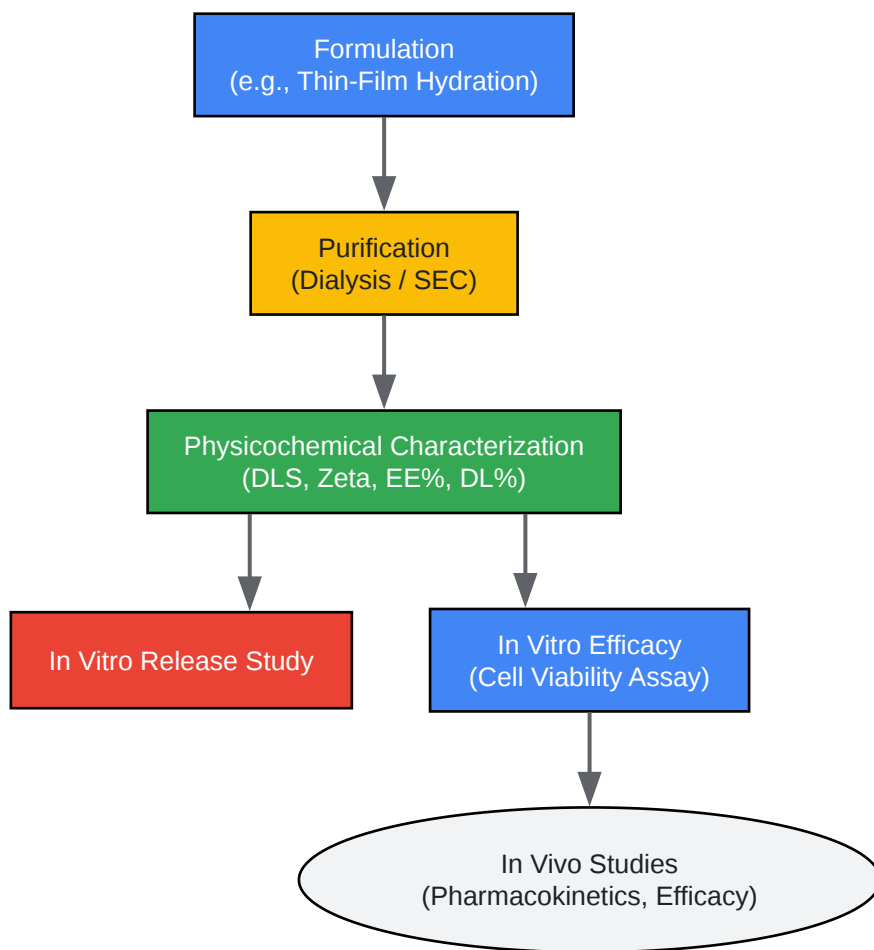 Formulation
(e.g., Thin-Film Hydration)
Purification
(Dialysis / SEC)
Physicochemical Characterization
(DLS, Zeta, EE%, DL%)
In Vitro Release Study
In Vitro Efficacy
(Cell Viability Assay)
In Vivo Studies
(Pharmacokinetics, Efficacy)